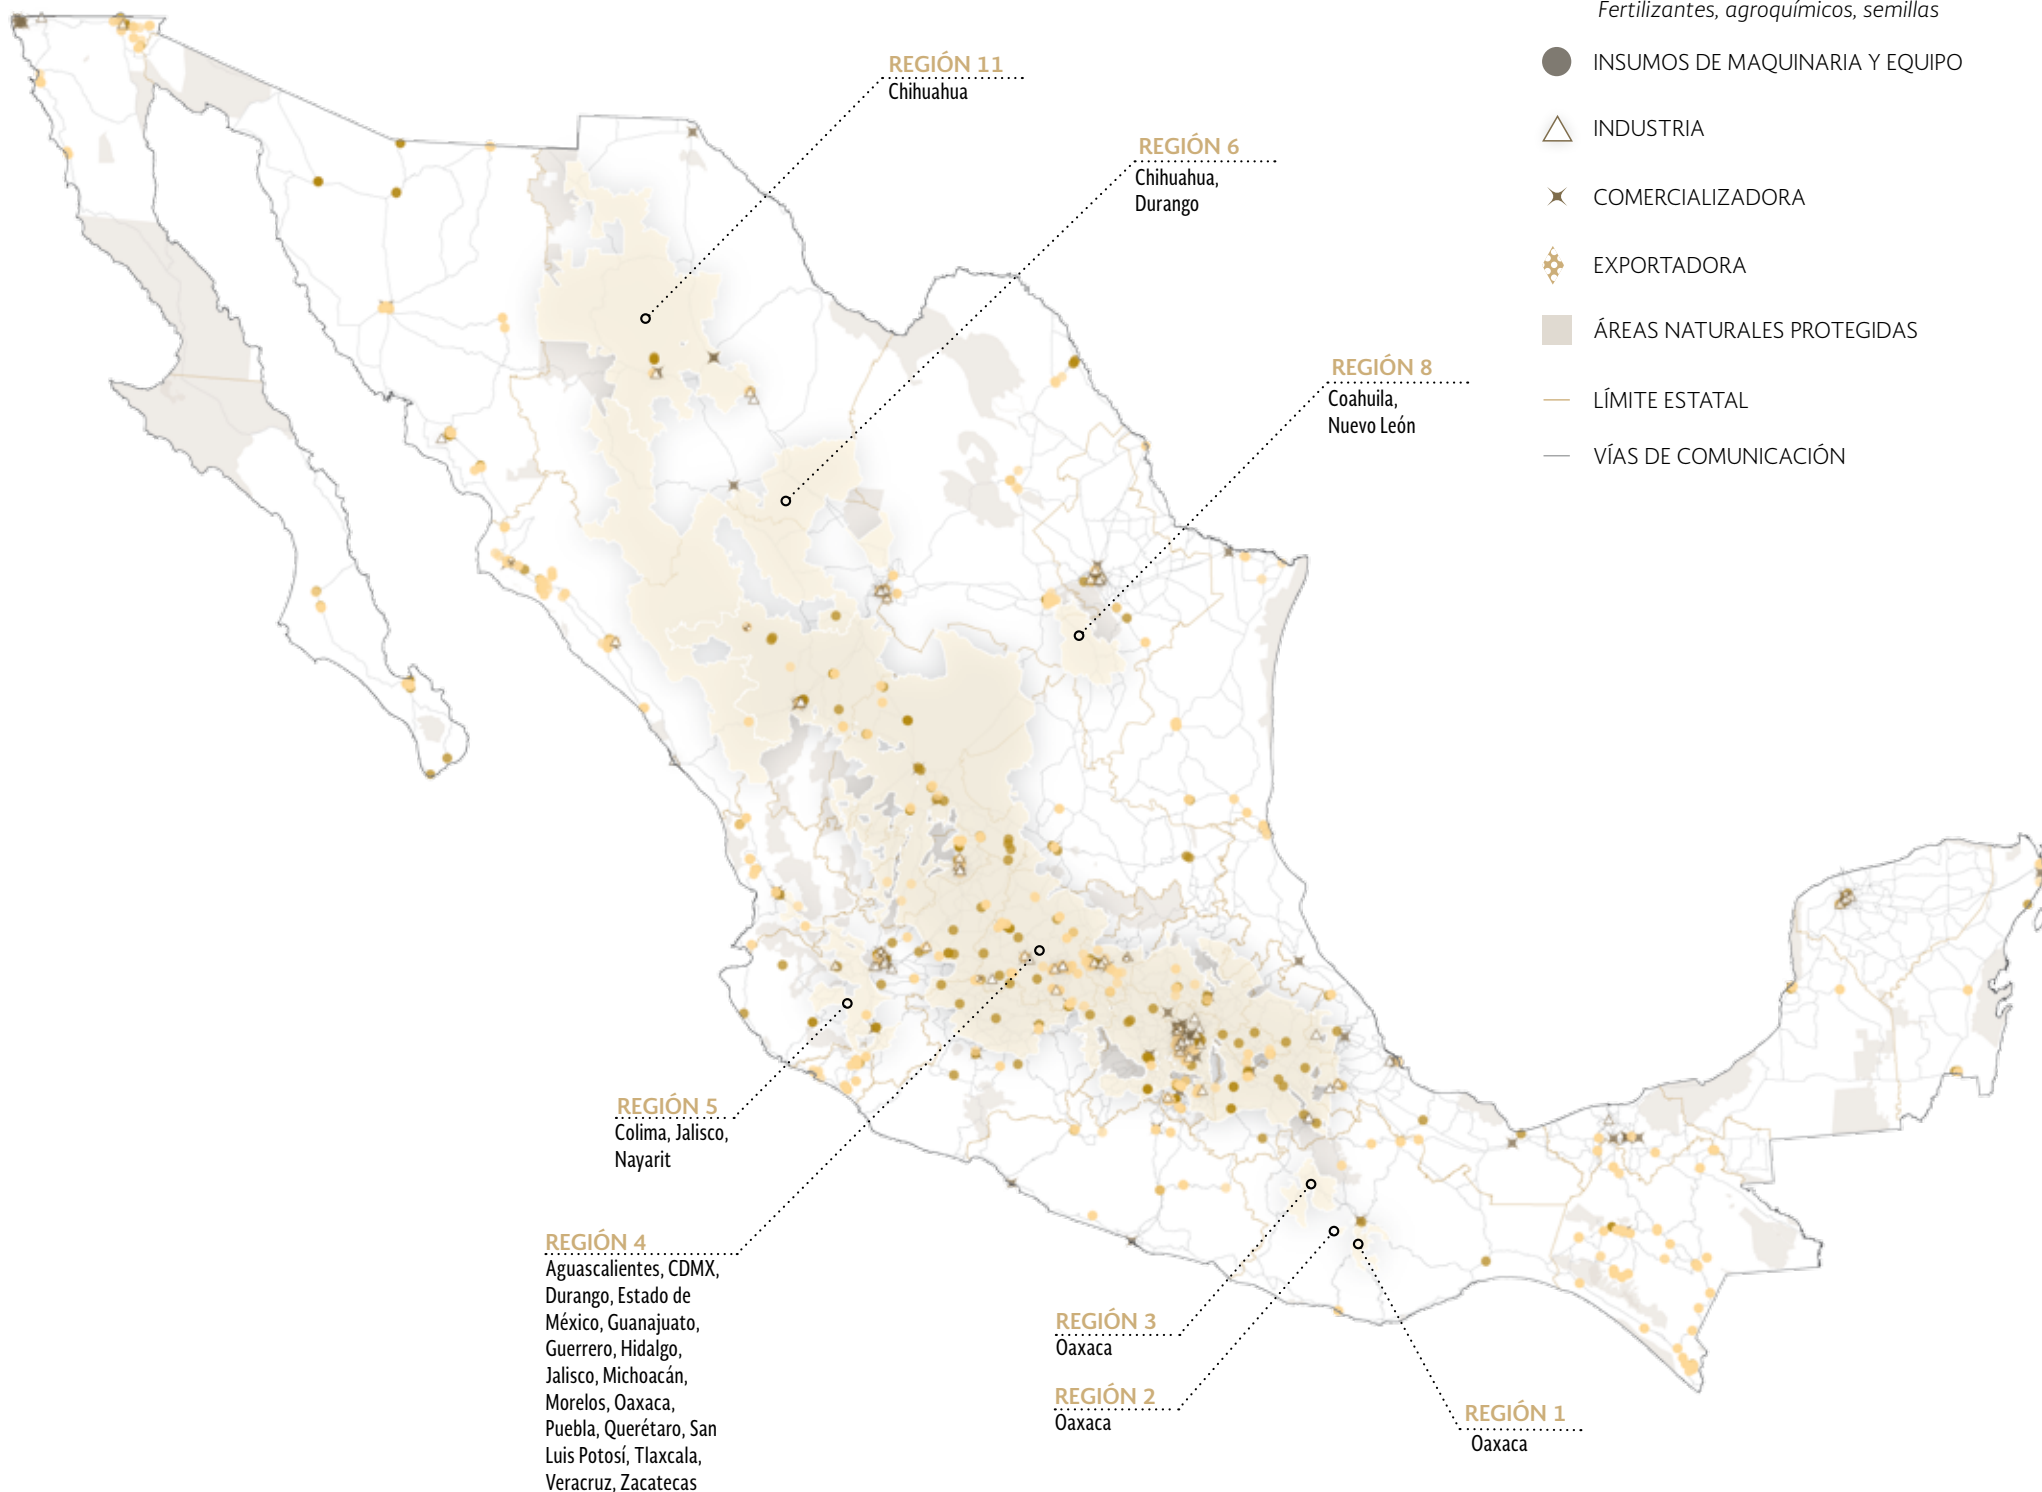 Fertilizantes, agroquímicos, semillas
INSUMOS DE MAQUINARIA Y EQUIPO
INDUSTRIA
COMERCIALIZADORA
EXPORTADORA
ÁREAS NATURALES PROTEGIDAS
LÍMITE ESTATAL
VÍAS DE COMUNICACIÓN
REGIÓN 11
Chihuahua
REGIÓN 6
Chihuahua,
Durango
REGIÓN 8
Coahuila,
Nuevo León
REGIÓN 5
Colima, Jalisco,
Nayarit
REGIÓN 4
Aguascalientes, CDMX,
Durango, Estado de
México, Guanajuato,
Guerrero, Hidalgo,
Jalisco, Michoacán,
Morelos, Oaxaca,
Puebla, Querétaro, San
Luis Potosí, Tlaxcala,
Veracruz, Zacatecas
REGIÓN 3
Oaxaca
REGIÓN 2
Oaxaca
REGIÓN 1
Oaxaca